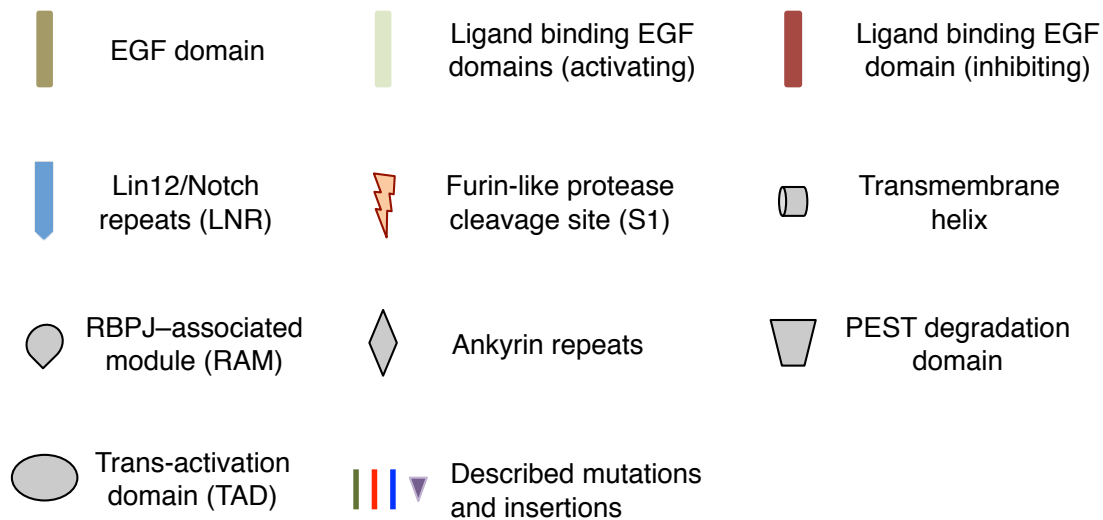 EGF domain
Ligand binding EGF
domains (activating)
Ligand binding EGF
domain (inhibiting)
Lin12/Notch
repeats (LNR)
Furin-like protease
cleavage site (S1)
Transmembrane
helix
RBPJ–associated
module (RAM)
Ankyrin repeats
PEST degradation
domain
Trans-activation
domain (TAD)
Described mutations
and insertions